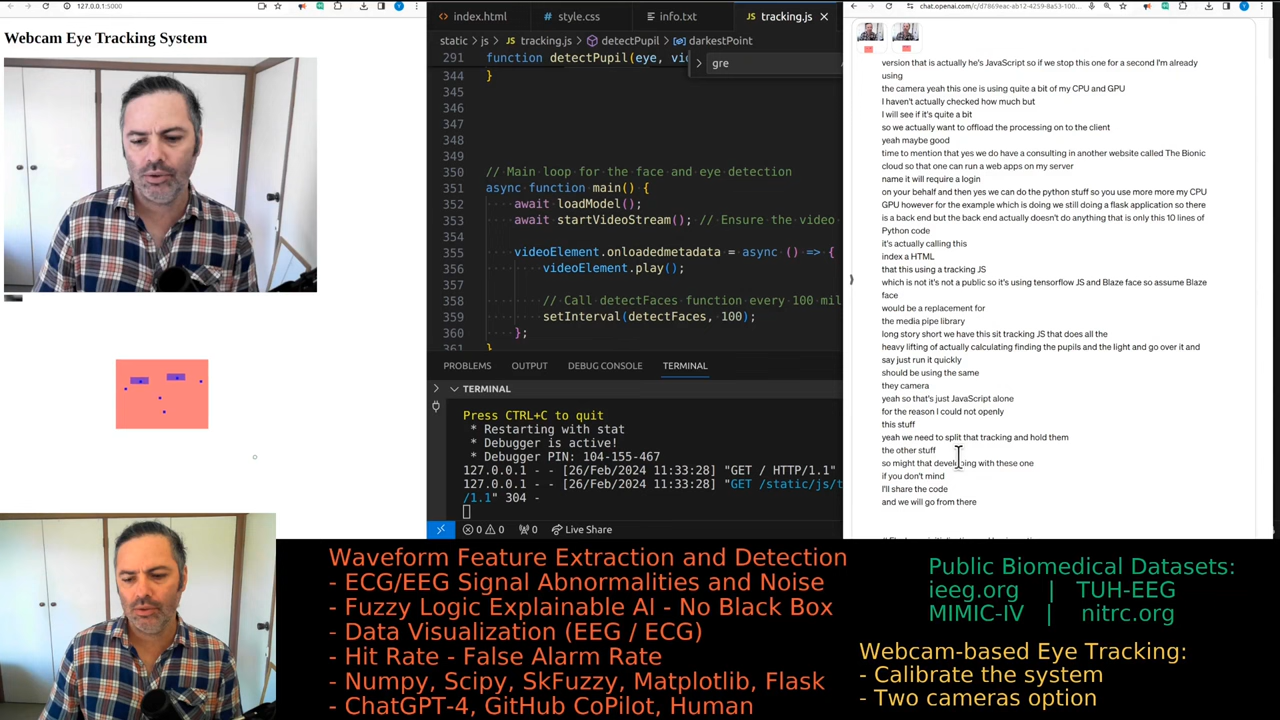 127.0.0.1:5000
Webcam Eye Tracking System
index.html
style.css
info.txt
tracking.js
static > js > tracking.js > detectPupil > darkestPoint
291 function detectPupil(eye, vi
gre
344 }
345
346
347
348
349
350 // Main loop for the face and eye detection
351 async function main() {
352 await loadModel();
353 await startVideoStream(); // Ensure the video
354
355 videoElement.onloadedmetadata = async () => {
356 videoElement.play();
357
358 // Call detectFaces function every 100 mil
359 setInterval(detectFaces, 100);
360 };
361 }
PROBLEMS OUTPUT DEBUG CONSOLE TERMINAL
TERMINAL
Press CTRL+C to quit
* Restarting with stat
* Debugger is active!
* Debugger PIN: 104-155-467
127.0.0.1 - - [26/Feb/2024 11:33:28] "GET / HTTP/1.1"
127.0.0.1 - - [26/Feb/2024 11:33:28] "GET /static/js/t
/1.1" 304 -
0 0 0 Live Share
chat.openai.com/c/d7869eac-ab12-4259-8a53-100...
version that is actually he's JavaScript so if we stop this one for a second I'm already
using
the camera yeah this one is using quite a bit of my CPU and GPU
I haven't actually checked how much but
I will see if it's quite a bit
so we actually want to offload the processing on to the client
yeah maybe good
time to mention that yes we do have a consulting in another website called The Bionic
cloud so that one can run a web apps on my server
name it will require a login
on your behalf and then yes we can do the python stuff so you use more more my CPU
GPU however for the example which is doing we still doing a flask application so there
is a back end but the back end actually doesn't do anything that is only this 10 lines of
Python code
it's actually calling this
index a HTML
that this using a tracking JS
which is not it's not a public so it's using tensorflow JS and Blaze face so assume Blaze
face
would be a replacement for
the media pipe library
long story short we have this sit tracking JS that does all the
heavy lifting of actually calculating finding the pupils and the light and go over it and
say just run it quickly
should be using the same
they camera
yeah so that's just JavaScript alone
for the reason I could not openly
this stuff
yeah we need to split that tracking and hold them
the other stuff
so might that developing with these one
if you don't mind
I'll share the code
and we will go from there
Waveform Feature Extraction and Detection
- ECG/EEG Signal Abnormalities and Noise
- Fuzzy Logic Explainable AI - No Black Box
- Data Visualization (EEG / ECG)
- Hit Rate - False Alarm Rate
- Numpy, Scipy, SkFuzzy, Matplotlib, Flask
- ChatGPT-4, GitHub CoPilot, Human
Public Biomedical Datasets:
ieeg.org | TUH-EEG
MIMIC-IV | nitrc.org
Webcam-based Eye Tracking:
- Calibrate the system
- Two cameras option